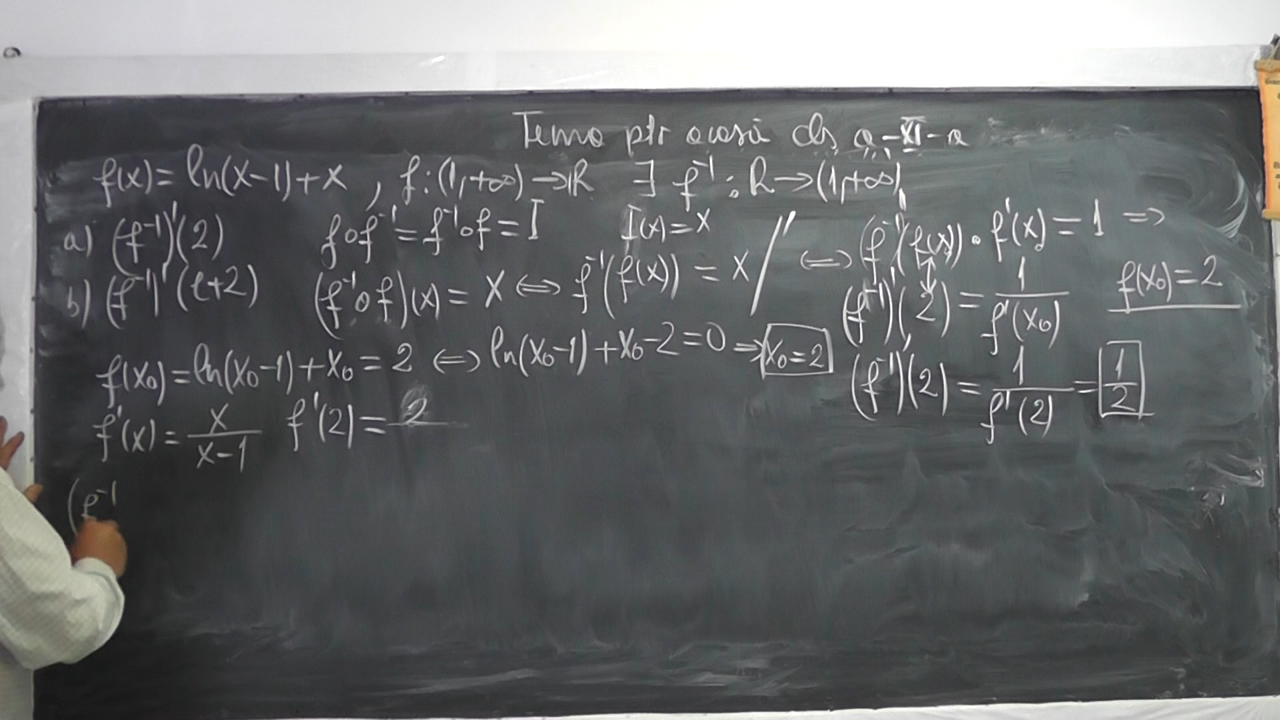 Tema ptr acasă cls a-XI-a
f(x) = ln(x-1)+x , f:(1,+∞)→R ∃ f⁻¹:R→(1,+∞)
a) (f⁻¹)'(2) f∘f⁻¹=f⁻¹∘f=I I(x)=x
b) (f⁻¹)'(e+2) (f⁻¹∘f)(x)=x ⇔ f⁻¹(f(x))=x /' ⇔ (f⁻¹)'(f(x))·f'(x)=1 ⇒
(f⁻¹)'(2)=1/f'(x₀) f(x₀)=2
f(x₀)=ln(x₀-1)+x₀=2 ⇔ ln(x₀-1)+x₀-2=0 ⇒ x₀=2
(f⁻¹)'(2)=1/f'(2)=1/2
f'(x)=x/(x-1) f'(2)=2
(f⁻¹